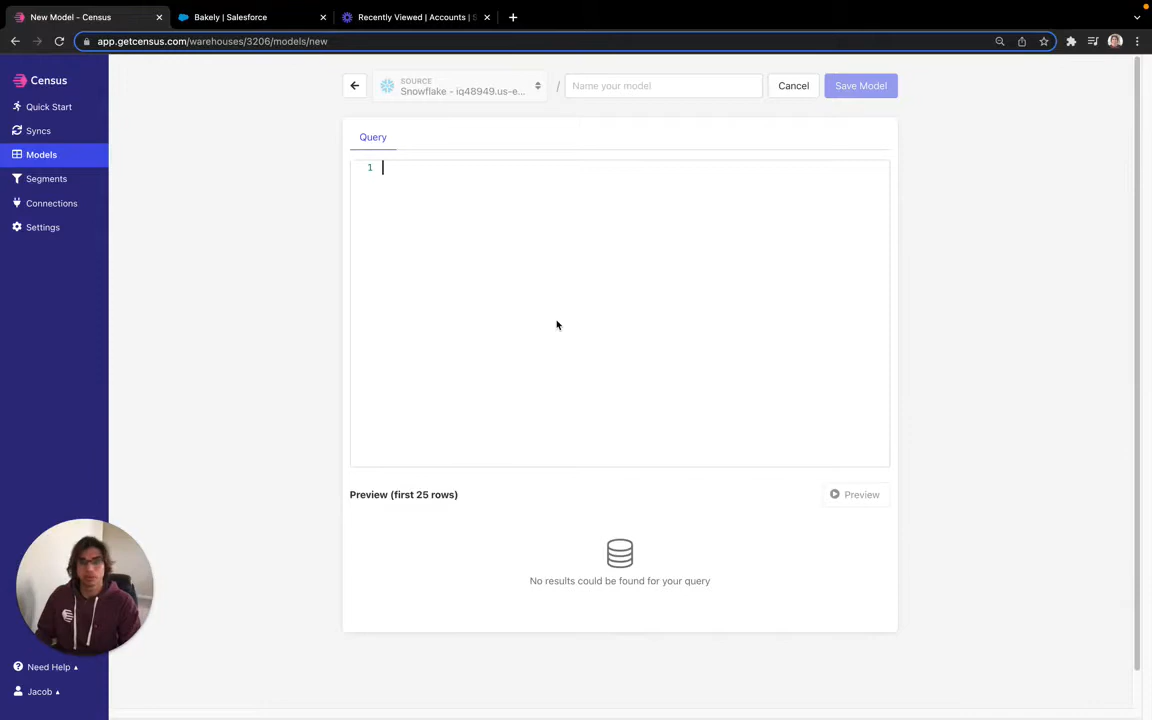 New Model - Census
Bakely | Salesforce
Recently Viewed | Accounts |
app.getcensus.com/warehouses/3206/models/new
Census
Quick Start
Syncs
Models
Segments
Connections
Settings
Need Help
Jacob
SOURCE
Snowflake - iq48949.us-e...
/
Name your model
Cancel
Save Model
Query
1
Preview (first 25 rows)
Preview
No results could be found for your query